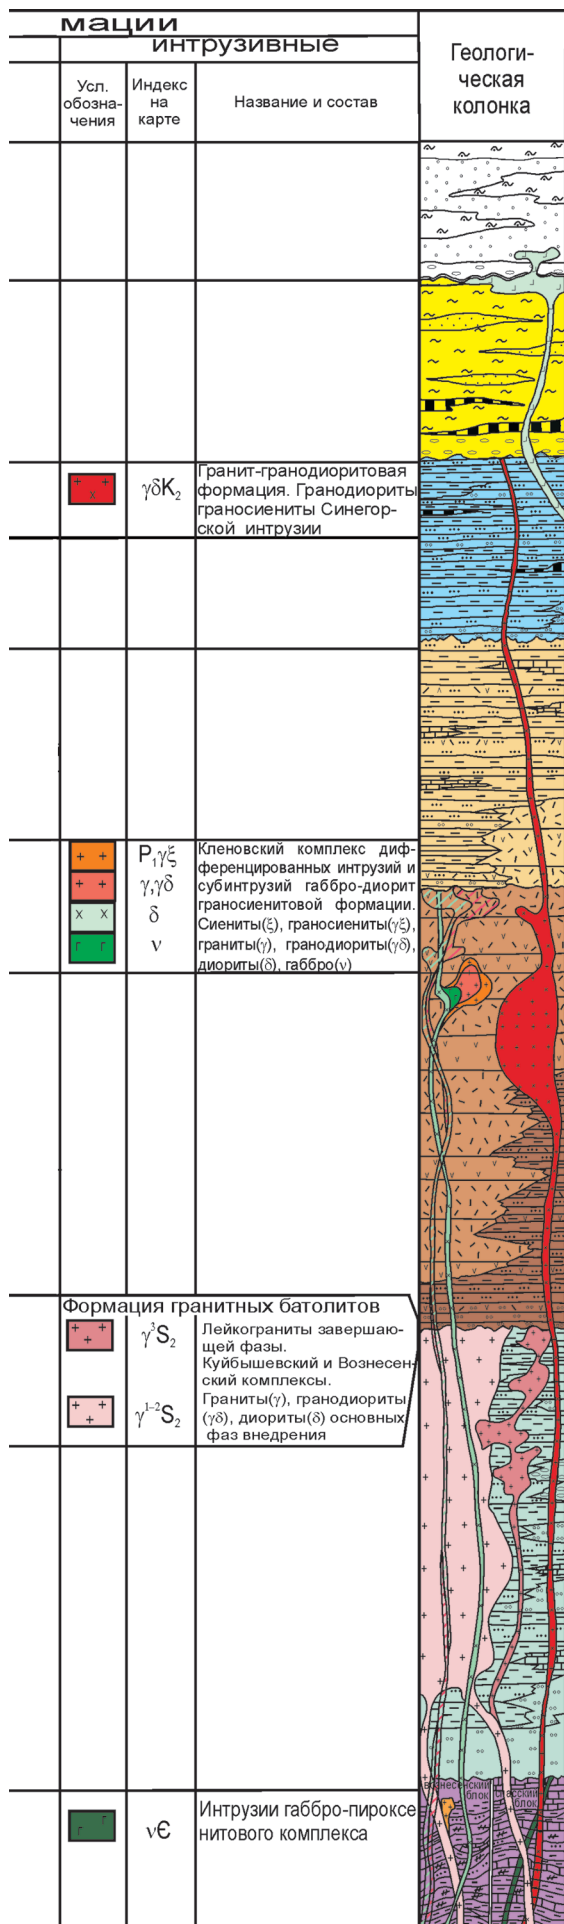 мации
интрузивные
Усл.
обозна-
чения
Индекс
на
карте
Название и состав
Геологи-
ческая
колонка
γδK₂
Гранит-гранодиоритовая
формация. Гранодиориты
граносиениты Синегор-
ской интрузии
P₁γξ
γ,γδ
δ
ν
Кленовский комплекс диф-
ференцированных интрузий и
субинтрузий габбро-диорит
граносиенитовой формации.
Сиениты(ξ), граносиениты(γξ),
граниты(γ), гранодиориты(γδ),
диориты(δ), габбро(ν)
Формация гранитных батолитов
γ³S₂
Лейкограниты завершаю-
щей фазы.
Куйбышевский и Вознесен-
ский комплексы.
γ¹⁻²S₂
Граниты(γ), гранодиориты
(γδ), диориты(δ) основных
фаз внедрения
вознесенский
блок
спасский
блок
νЄ
Интрузии габбро-пироксе
нитового комплекса